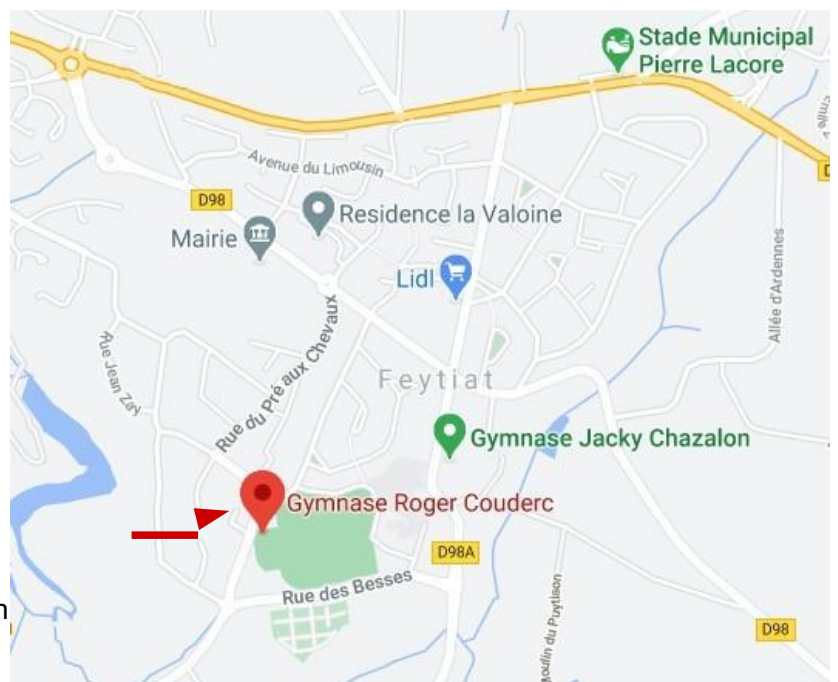 Stade Municipal
Pierre Lacore
Avenue du Limousin
D98
Residence la Valoine
Mairie
Lidl
Allée d'Ardennes
Rue Jean Zay
Rue du Pré aux Chevaux
Feytiat
Gymnase Jacky Chazalon
Gymnase Roger Couderc
D98A
Rue des Besses
Moulin du Puytison
D98